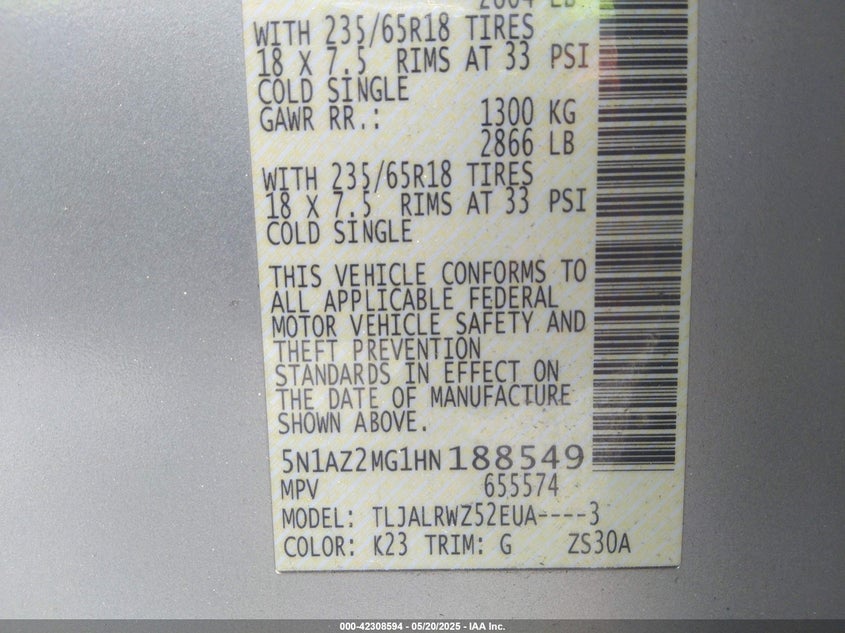 2604 LB
WITH 235/65R18 TIRES
18 X 7.5 RIMS AT 33 PSI
COLD SINGLE
GAWR RR.: 1300 KG
2866 LB
WITH 235/65R18 TIRES
18 X 7.5 RIMS AT 33 PSI
COLD SINGLE
THIS VEHICLE CONFORMS TO
ALL APPLICABLE FEDERAL
MOTOR VEHICLE SAFETY AND
THEFT PREVENTION
STANDARDS IN EFFECT ON
THE DATE OF MANUFACTURE
SHOWN ABOVE.
5N1AZ2MG1HN188549
MPV 655574
MODEL: TLJALRWZ52EUA----3
COLOR: K23 TRIM: G ZS30A
000-42308594 - 05/20/2025 - IAA Inc.